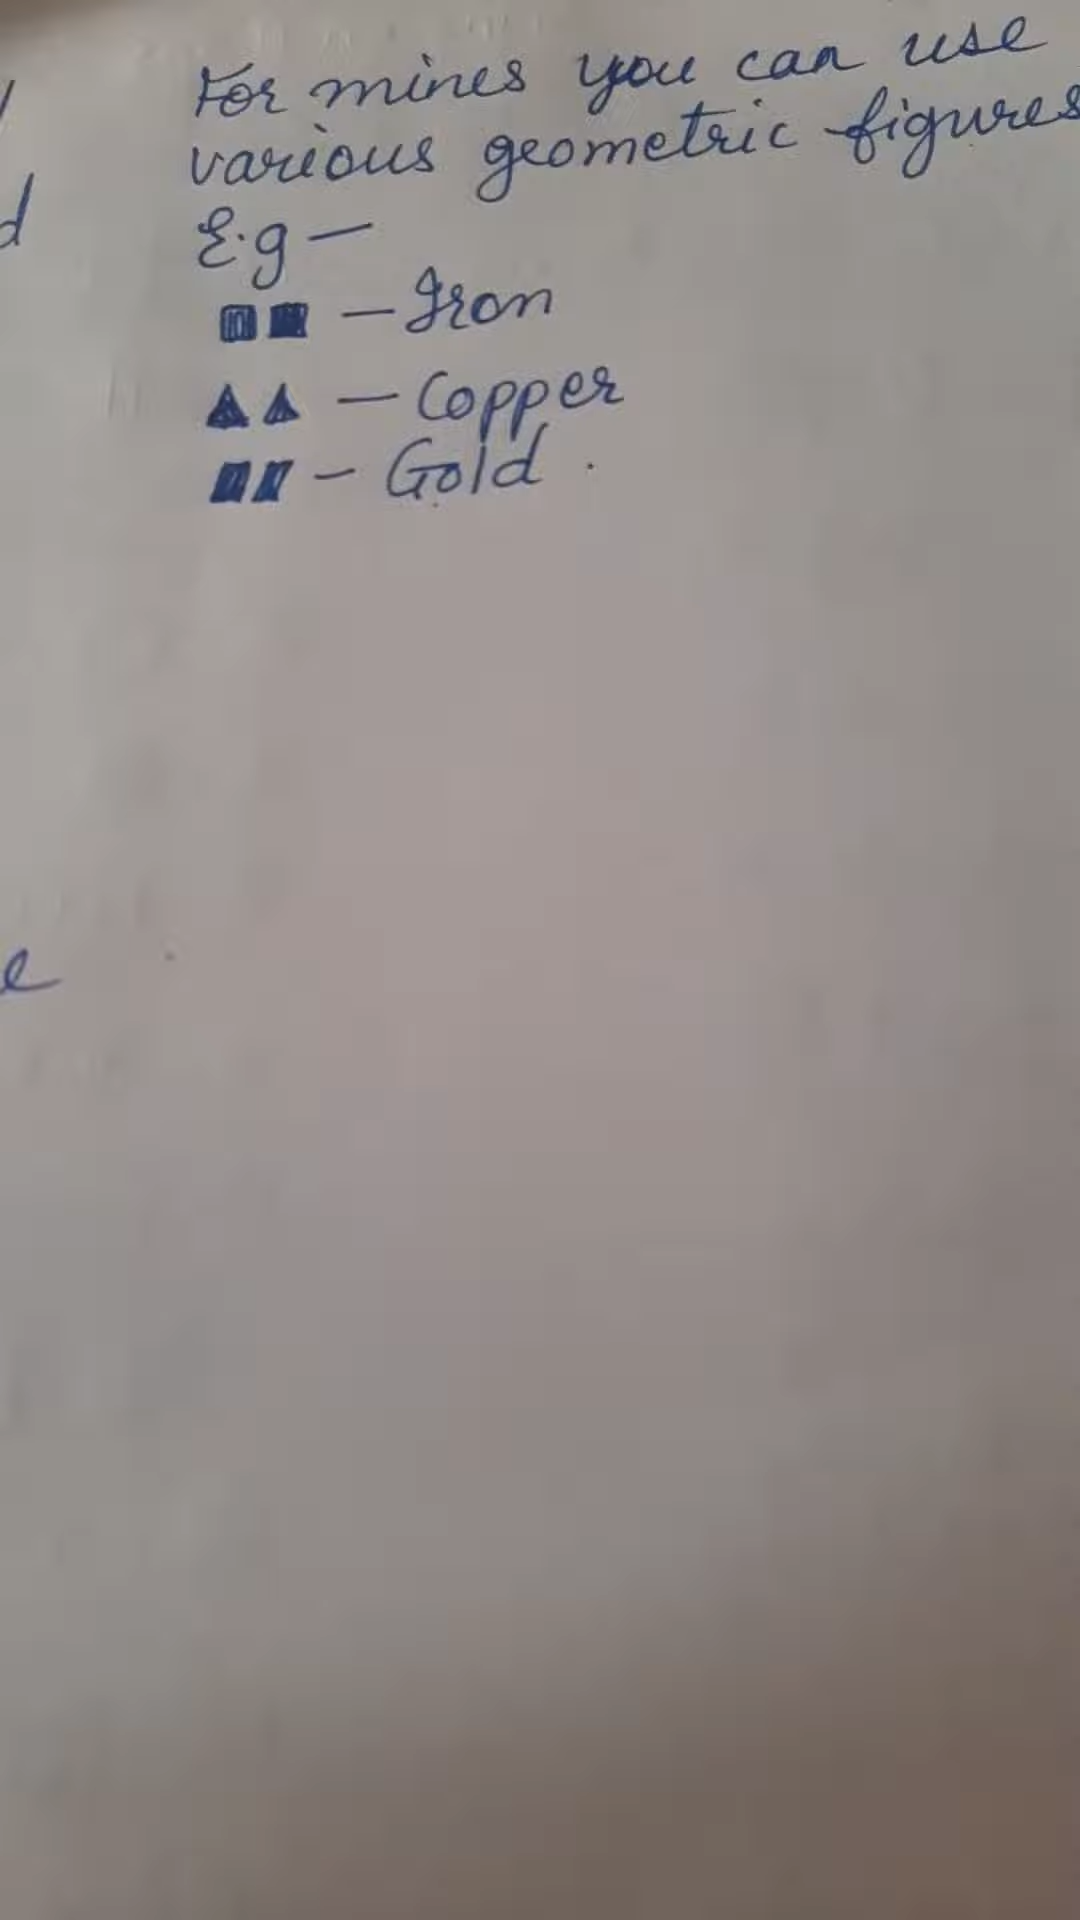 For mines you can use
various geometric figures
E.g —
— Iron
— Copper
— Gold .